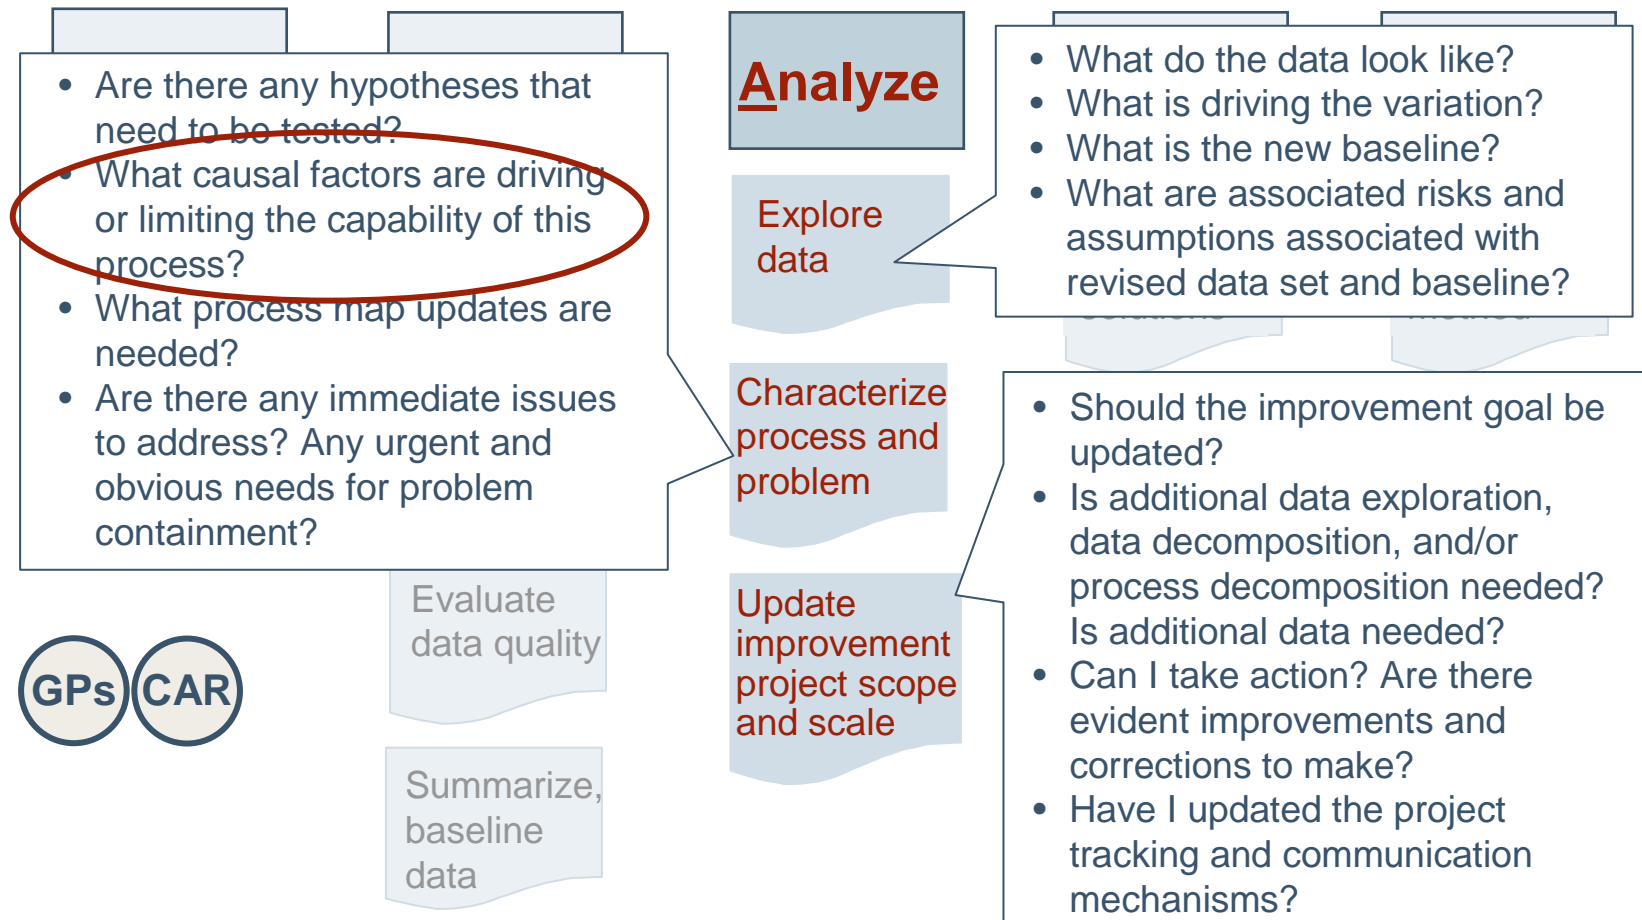 • Are there any hypotheses that
need to be tested?
• What causal factors are driving
or limiting the capability of this
process?
• What process map updates are
needed?
• Are there any immediate issues
to address? Any urgent and
obvious needs for problem
containment?
Evaluate
data quality
GPs
CAR
Summarize,
baseline
data
Analyze
Explore
data
Characterize
process and
problem
Update
improvement
project scope
and scale
• What do the data look like?
• What is driving the variation?
• What is the new baseline?
• What are associated risks and
assumptions associated with
revised data set and baseline?
solutions
method
• Should the improvement goal be
updated?
• Is additional data exploration,
data decomposition, and/or
process decomposition needed?
Is additional data needed?
• Can I take action? Are there
evident improvements and
corrections to make?
• Have I updated the project
tracking and communication
mechanisms?